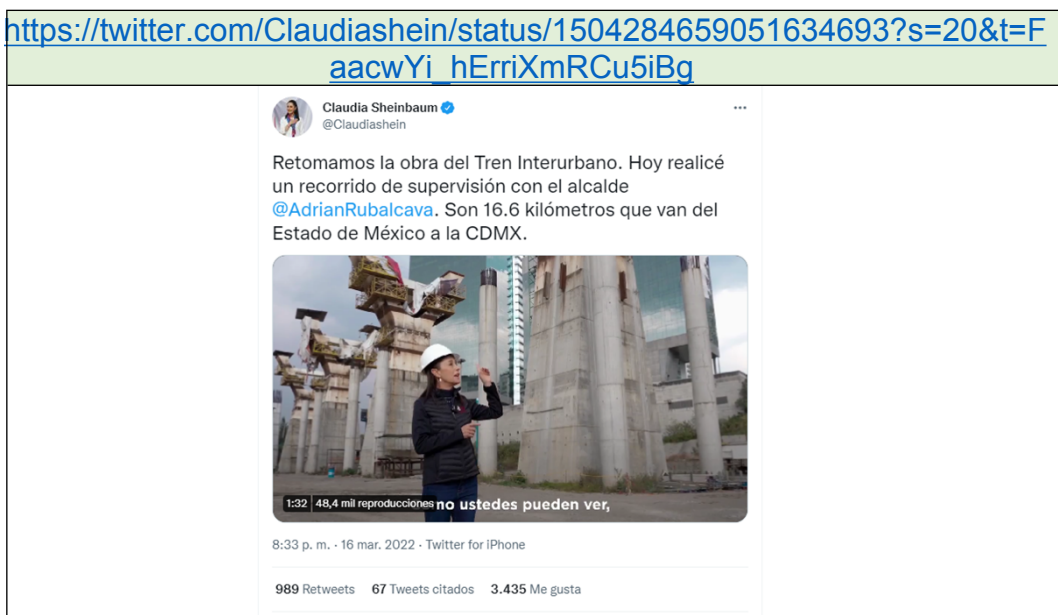 https://twitter.com/Claudiashein/status/1504284659051634693?s=20&t=F
aacwYi_hErriXmRCu5iBg
Claudia Sheinbaum
@Claudiashein
Retomamos la obra del Tren Interurbano. Hoy realicé
un recorrido de supervisión con el alcalde
@AdrianRubalcava. Son 16.6 kilómetros que van del
Estado de México a la CDMX.
1:32 48,4 mil reproducciones no ustedes pueden ver,
8:33 p. m. · 16 mar. 2022 · Twitter for iPhone
989 Retweets 67 Tweets citados 3.435 Me gusta